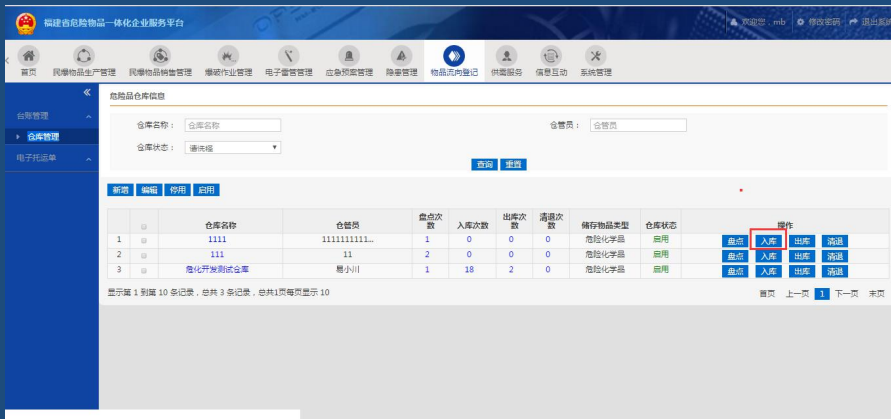 福建省危险物品一体化企业服务平台
欢迎您，mb 修改密码 退出系统
首页 民爆物品生产管理 民爆物品销售管理 爆破作业管理 电子雷管管理 应急预案管理 隐患管理 物品流向登记 供需服务 信息互动 系统管理
台账管理
仓库管理
电子托运单
危险品仓库信息
仓库名称： 仓库名称 仓管员： 仓管员
仓库状态： 请选择
查询 重置
新增 编辑 停用 启用
仓库名称 仓管员 盘点次数 入库次数 出库次数 清退次数 储存物品类型 仓库状态 操作
1 1111 1111111111... 1 0 0 0 危险化学品 启用 盘点 入库 出库 清退
2 111 11 2 0 0 0 危险化学品 启用 盘点 入库 出库 清退
3 危化开发测试仓库 易小川 1 18 2 0 危险化学品 启用 盘点 入库 出库 清退
显示第 1 到第 10 条记录，总共 3 条记录，总共1页每页显示 10
首页 上一页 1 下一页 末页